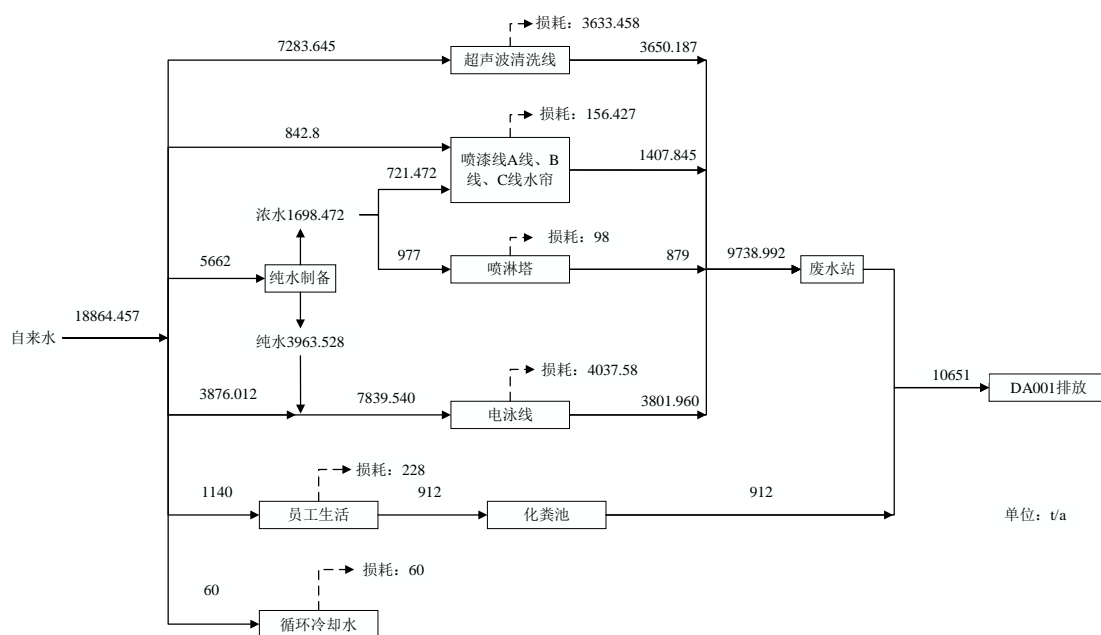 损耗：3633.458
7283.645
超声波清洗线
3650.187
损耗：156.427
842.8
喷漆线A线、B
线、C线水帘
1407.845
721.472
浓水1698.472
损耗：98
5662
977
喷淋塔
879
9738.992
废水站
纯水制备
18864.457
自来水
纯水3963.528
损耗：4037.58
10651
DA001排放
3876.012
7839.540
电泳线
3801.960
损耗：228
1140
912
912
员工生活
化粪池
单位：t/a
损耗：60
60
循环冷却水